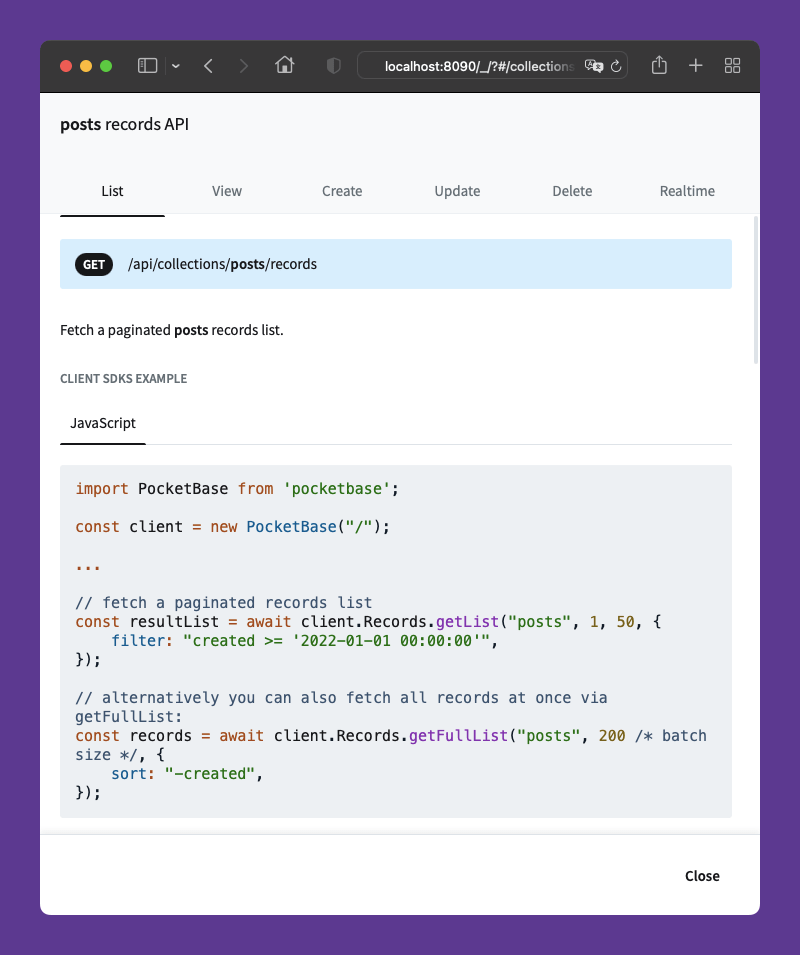 localhost:8090/_/?#/collections
posts records API
List View Create Update Delete Realtime
GET /api/collections/posts/records
Fetch a paginated posts records list.
CLIENT SDKS EXAMPLE
JavaScript
import PocketBase from 'pocketbase';
const client = new PocketBase("/");
...
// fetch a paginated records list
const resultList = await client.Records.getList("posts", 1, 50, {
    filter: "created >= '2022-01-01 00:00:00'",
});
// alternatively you can also fetch all records at once via
getFullList:
const records = await client.Records.getFullList("posts", 200 /* batch
size */, {
    sort: "-created",
});
Close